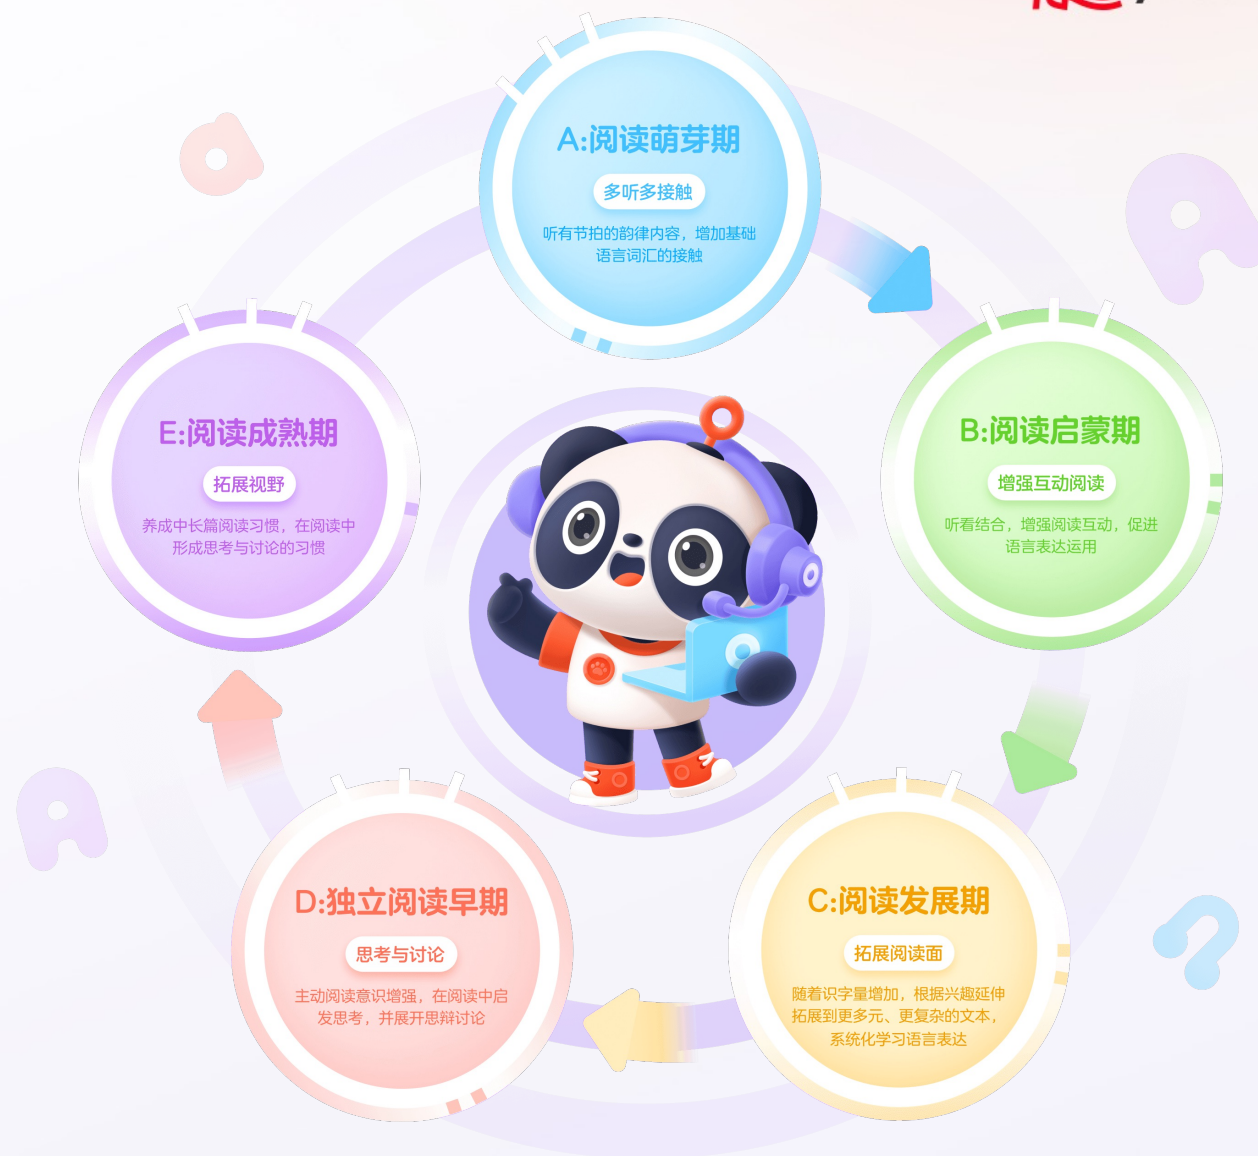 A:阅读萌芽期
多听多接触
听有节拍的韵律内容，增加基础
语言词汇的接触
B:阅读启蒙期
增强互动阅读
听看结合，增强阅读互动，促进
语言表达运用
C:阅读发展期
拓展阅读面
随着识字量增加，根据兴趣延伸
拓展到更多元、更复杂的文本，
系统化学习语言表达
D:独立阅读早期
思考与讨论
主动阅读意识增强，在阅读中启
发思考，并展开思辩讨论
E:阅读成熟期
拓展视野
养成中长篇阅读习惯，在阅读中
形成思考与讨论的习惯